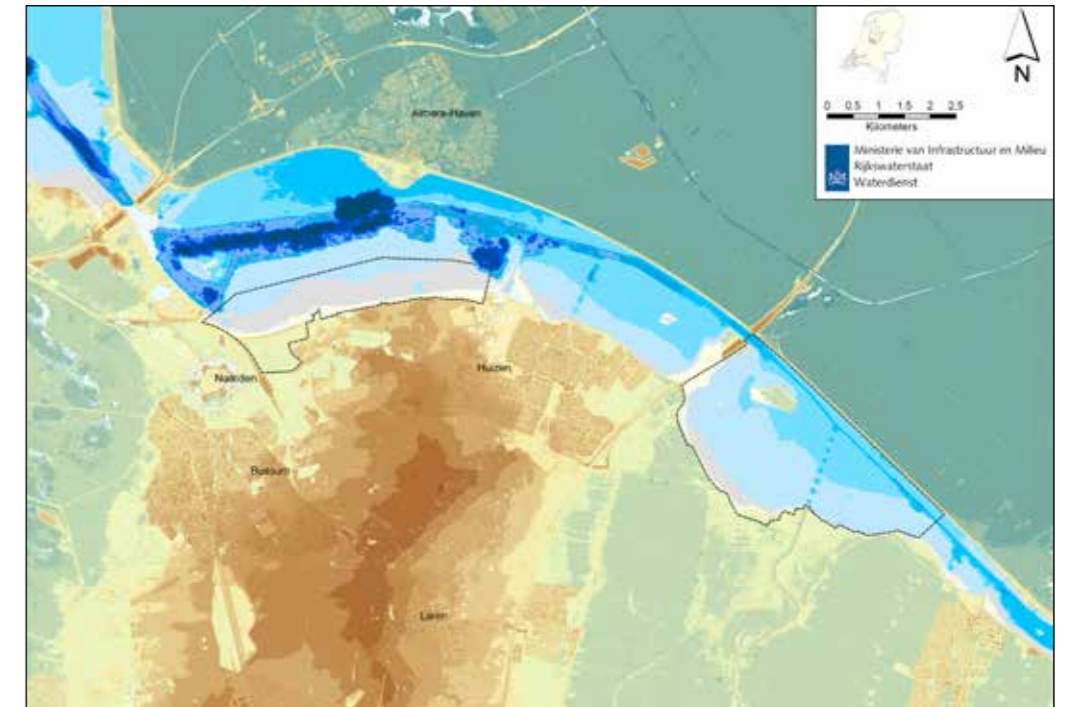 N
0 0.5 1 1.5 2 2.5
Kilometers
Ministerie van Infrastructuur en Milieu
Rijkswaterstaat
Waterdienst
Almere-Haven
Huizen
Naarden
Bussum
Laren